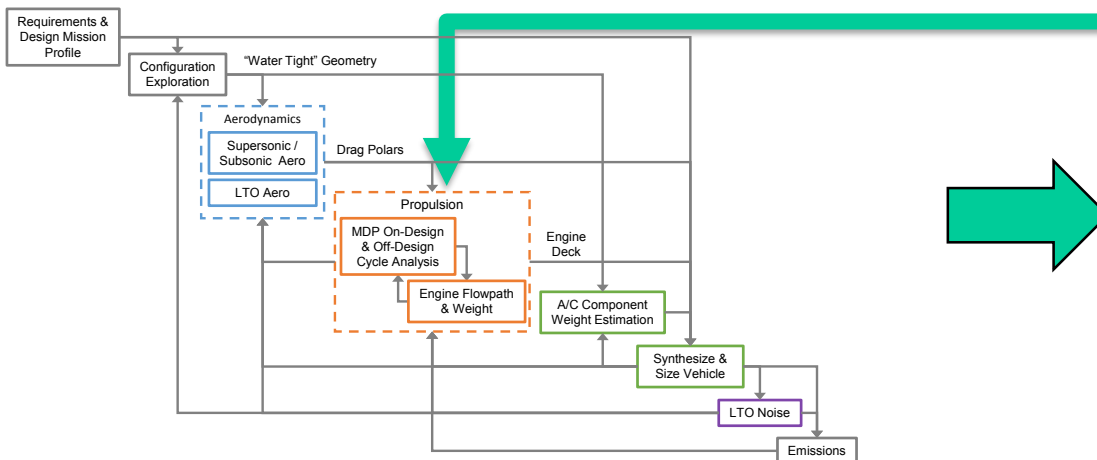 Requirements &
Design Mission
Profile
Configuration
Exploration
“Water Tight” Geometry
Aerodynamics
Supersonic /
Subsonic Aero
LTO Aero
Drag Polars
Propulsion
MDP On-Design
& Off-Design
Cycle Analysis
Engine Flowpath
& Weight
Engine
Deck
A/C Component
Weight Estimation
Synthesize &
Size Vehicle
LTO Noise
Emissions